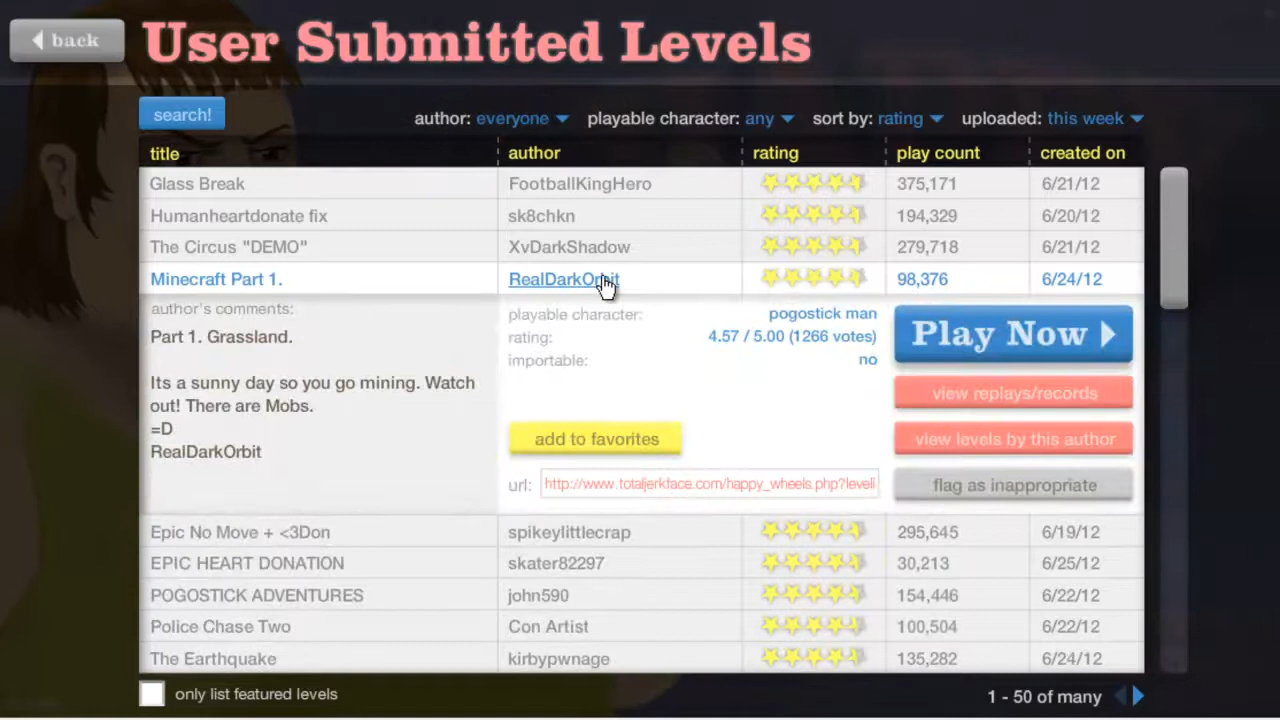 back
User Submitted Levels
search!
author: everyone playable character: any sort by: rating uploaded: this week
title author rating play count created on
Glass Break FootballKingHero 375,171 6/21/12
Humanheartdonate fix sk8chkn 194,329 6/20/12
The Circus "DEMO" XvDarkShadow 279,718 6/21/12
Minecraft Part 1. RealDarkOrbit 98,376 6/24/12
author's comments:
Part 1. Grassland.
Its a sunny day so you go mining. Watch
out! There are Mobs.
=D
RealDarkOrbit
playable character: pogostick man
rating: 4.57 / 5.00 (1266 votes)
importable: no
add to favorites
url: http://www.totaljerkface.com/happy_wheels.php?leveli
Play Now
view replays/records
view levels by this author
flag as inappropriate
Epic No Move + <3Don spikeylittlecrap 295,645 6/19/12
EPIC HEART DONATION skater82297 30,213 6/25/12
POGOSTICK ADVENTURES john590 154,446 6/22/12
Police Chase Two Con Artist 100,504 6/22/12
The Earthquake kirbypwnage 135,282 6/24/12
only list featured levels
1 - 50 of many